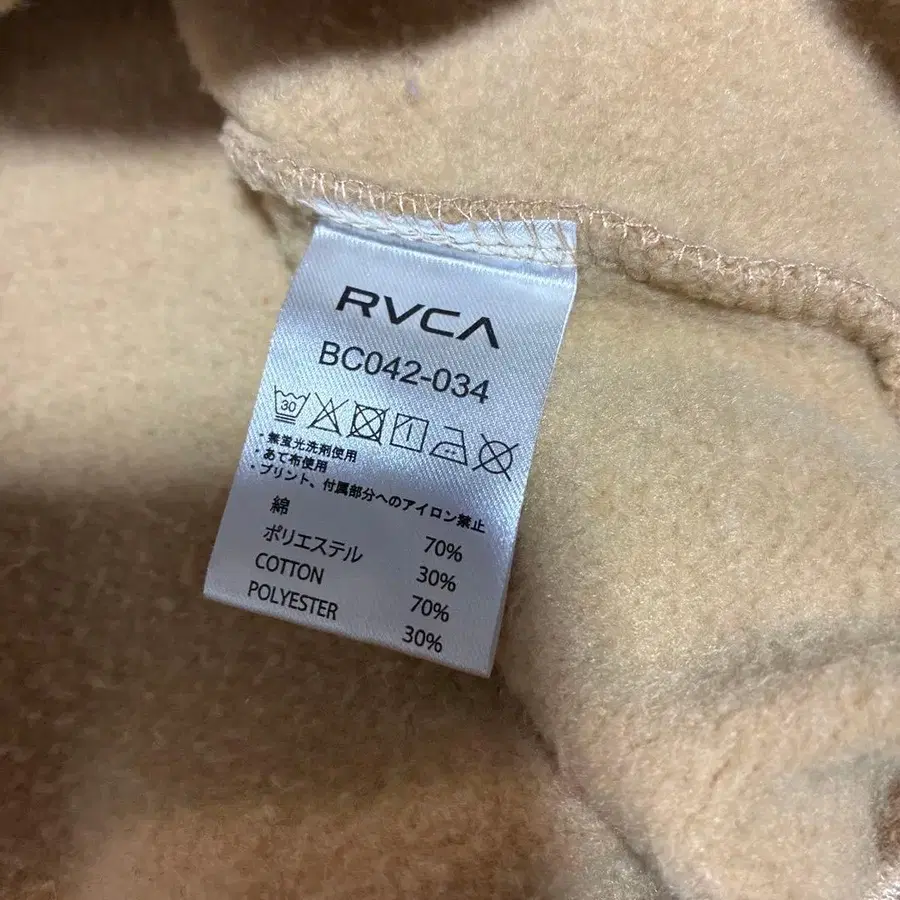 RVCA
BC042-034
30
・無蛍光洗剤使用
・あて布使用
・プリント、付属部分へのアイロン禁止
綿 70%
ポリエステル 30%
COTTON 70%
POLYESTER 30%